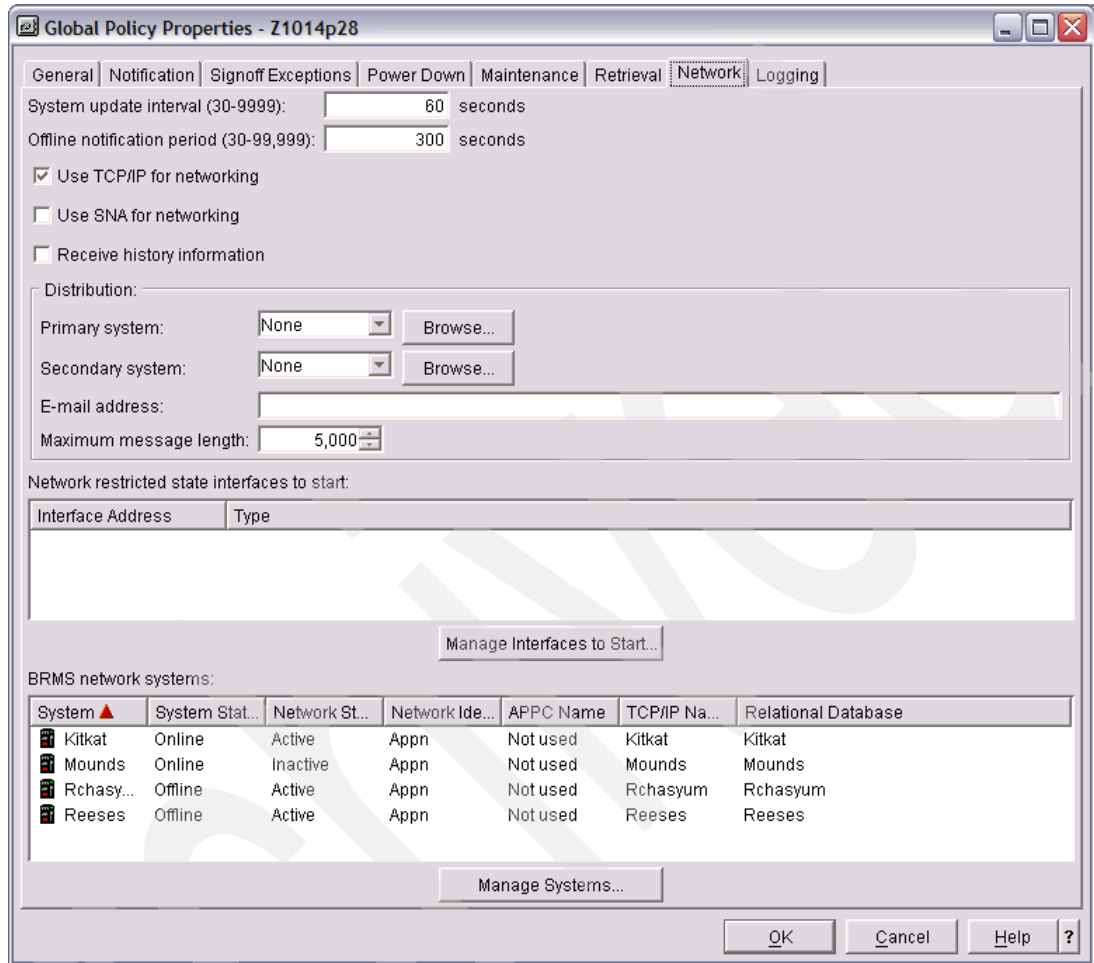 Global Policy Properties - Z1014p28
General Notification Signoff Exceptions Power Down Maintenance Retrieval Network Logging
System update interval (30-9999): 60 seconds
Offline notification period (30-99,999): 300 seconds
Use TCP/IP for networking
Use SNA for networking
Receive history information
Distribution:
Primary system: None Browse...
Secondary system: None Browse...
E-mail address:
Maximum message length: 5,000
Network restricted state interfaces to start:
Interface Address Type
Manage Interfaces to Start...
BRMS network systems:
System System Stat... Network St... Network Ide... APPC Name TCP/IP Na... Relational Database
Kitkat Online Active Appn Not used Kitkat Kitkat
Mounds Online Inactive Appn Not used Mounds Mounds
Rchasy... Offline Active Appn Not used Rchasyum Rchasyum
Reeses Offline Active Appn Not used Reeses Reeses
Manage Systems...
OK Cancel Help ?